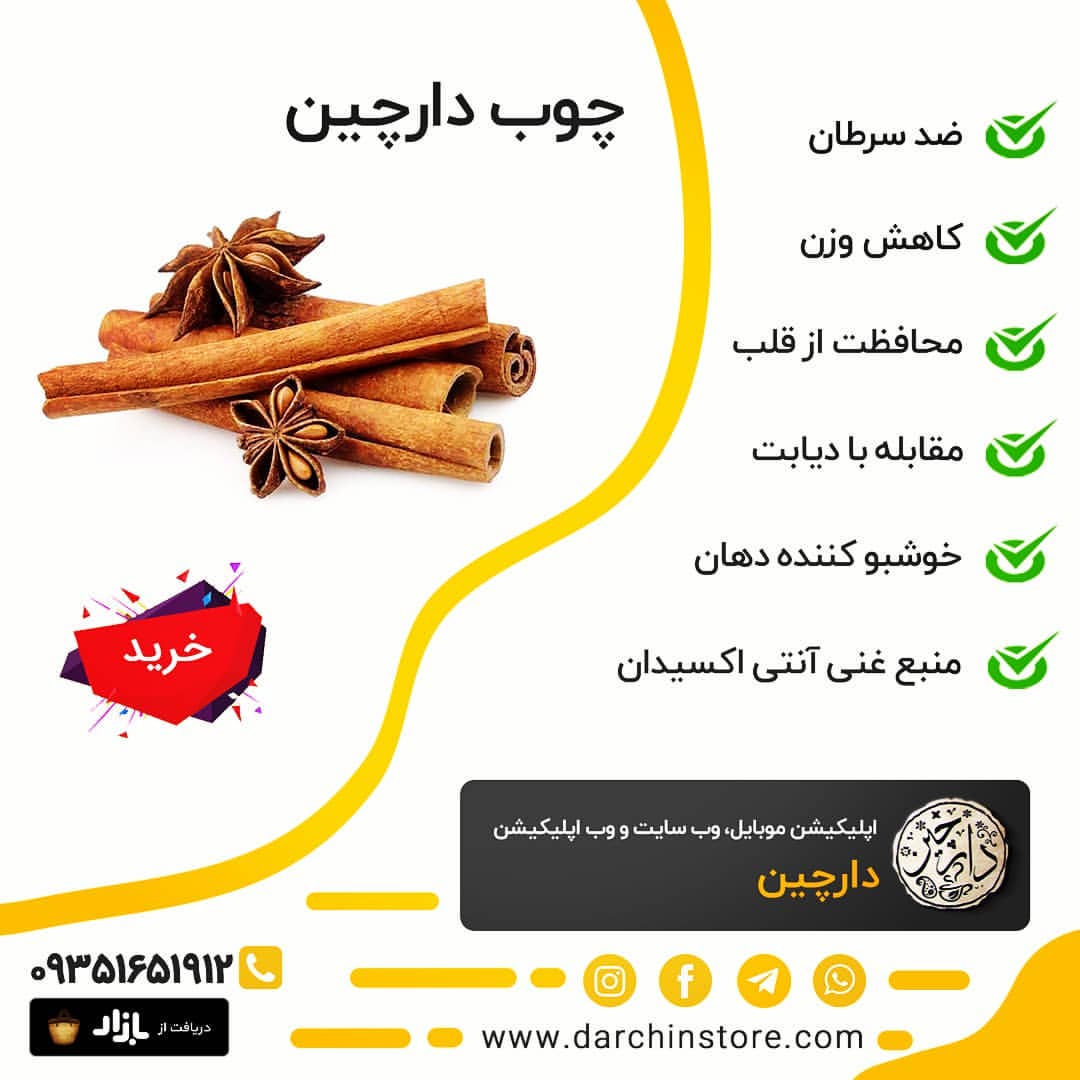 چوب دارچین
ضد سرطان
کاهش وزن
محافظت از قلب
مقابله با دیابت
خوشبو کننده دهان
منبع غنی آنتی اکسیدان
خرید
اپلیکیشن موبایل، وب سایت و وب اپلیکیشن
دارچین
دارچین
۰۹۳۵۱۶۵۱۹۱۲
دریافت از بازار
www.darchinstore.com